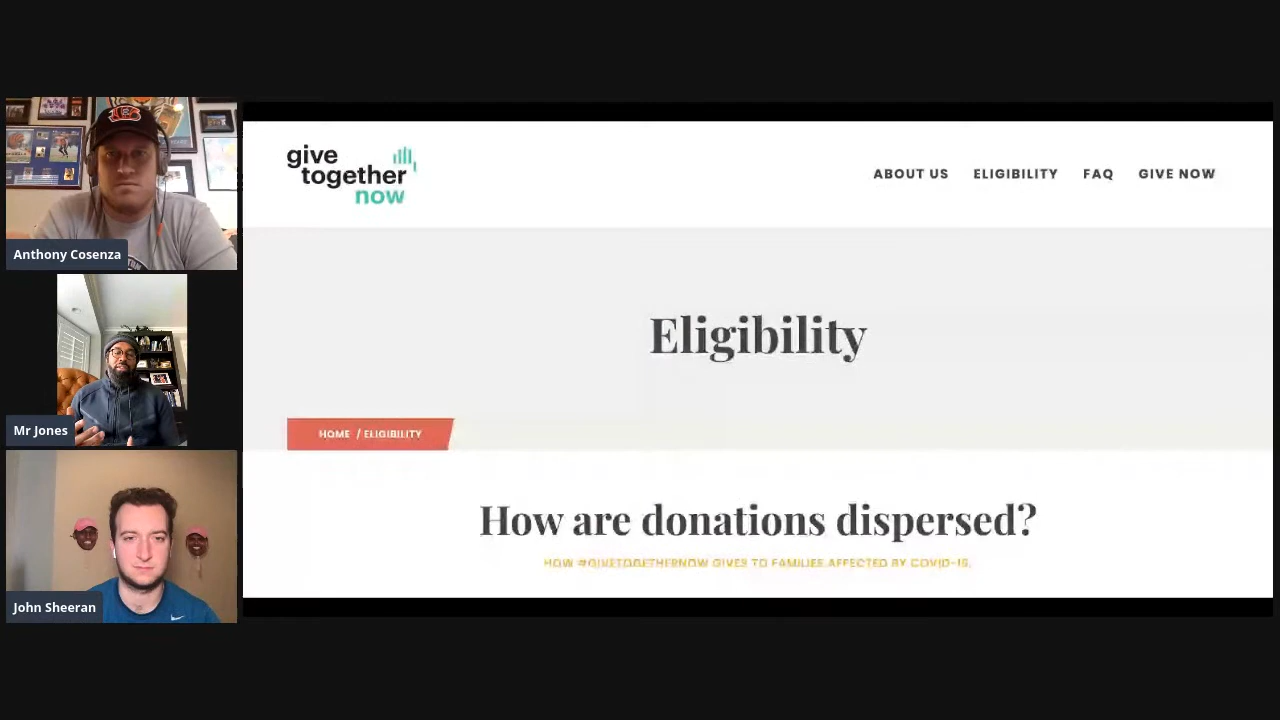 Anthony Cosenza
Mr Jones
John Sheeran
give
together
now
ABOUT US ELIGIBILITY FAQ GIVE NOW
Eligibility
HOME / ELIGIBILITY
How are donations dispersed?
HOW #GIVETOGETHERNOW GIVES TO FAMILIES AFFECTED BY COVID-19.